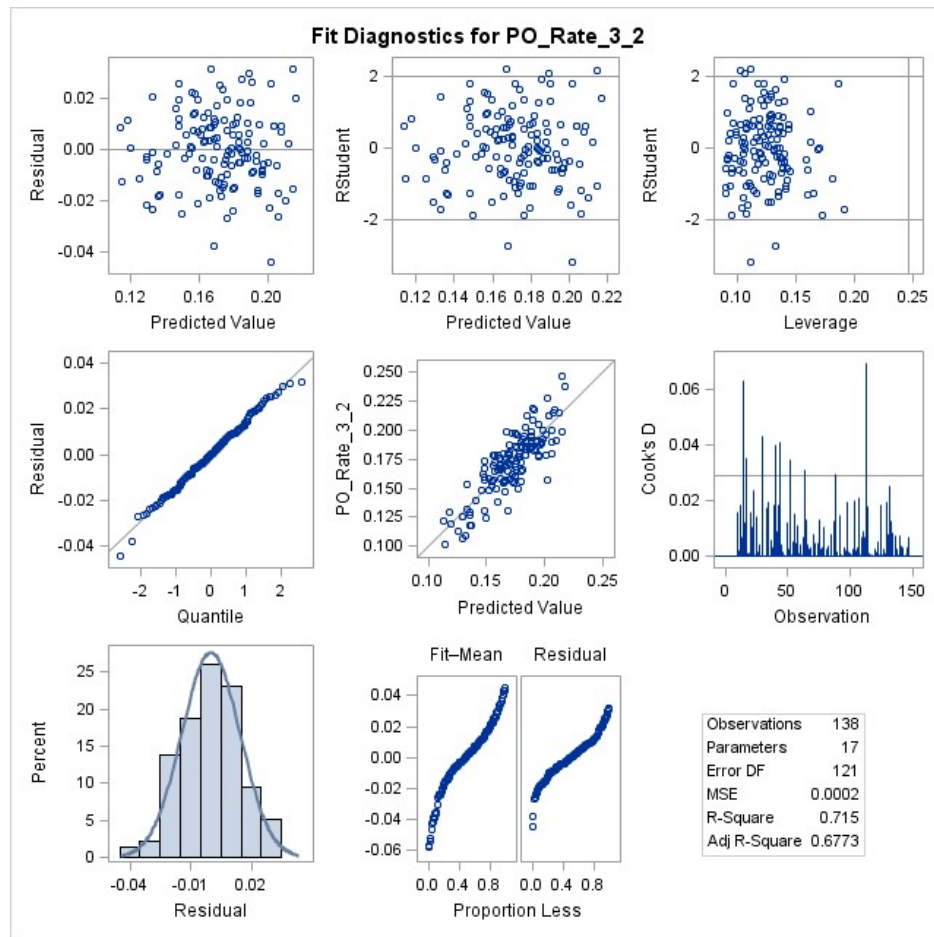 Fit Diagnostics for PO_Rate_3_2
0.02
0.00
-0.02
-0.04
Residual
0.12 0.16 0.20
Predicted Value
2
0
-2
RStudent
0.12 0.14 0.16 0.18 0.20 0.22
Predicted Value
2
0
-2
RStudent
0.10 0.15 0.20 0.25
Leverage
0.04
0.02
0.00
-0.02
-0.04
Residual
-2 -1 0 1 2
Quantile
0.250
0.225
0.200
0.175
0.150
0.125
0.100
PO_Rate_3_2
0.10 0.15 0.20 0.25
Predicted Value
0.06
0.04
0.02
0.00
Cook's D
0 50 100 150
Observation
25
20
15
10
5
0
Percent
-0.04 -0.01 0.02
Residual
Fit–Mean Residual
0.04
0.02
0.00
-0.02
-0.04
-0.06
0.0 0.4 0.8 0.0 0.4 0.8
Proportion Less
Observations 138
Parameters 17
Error DF 121
MSE 0.0002
R-Square 0.715
Adj R-Square 0.6773